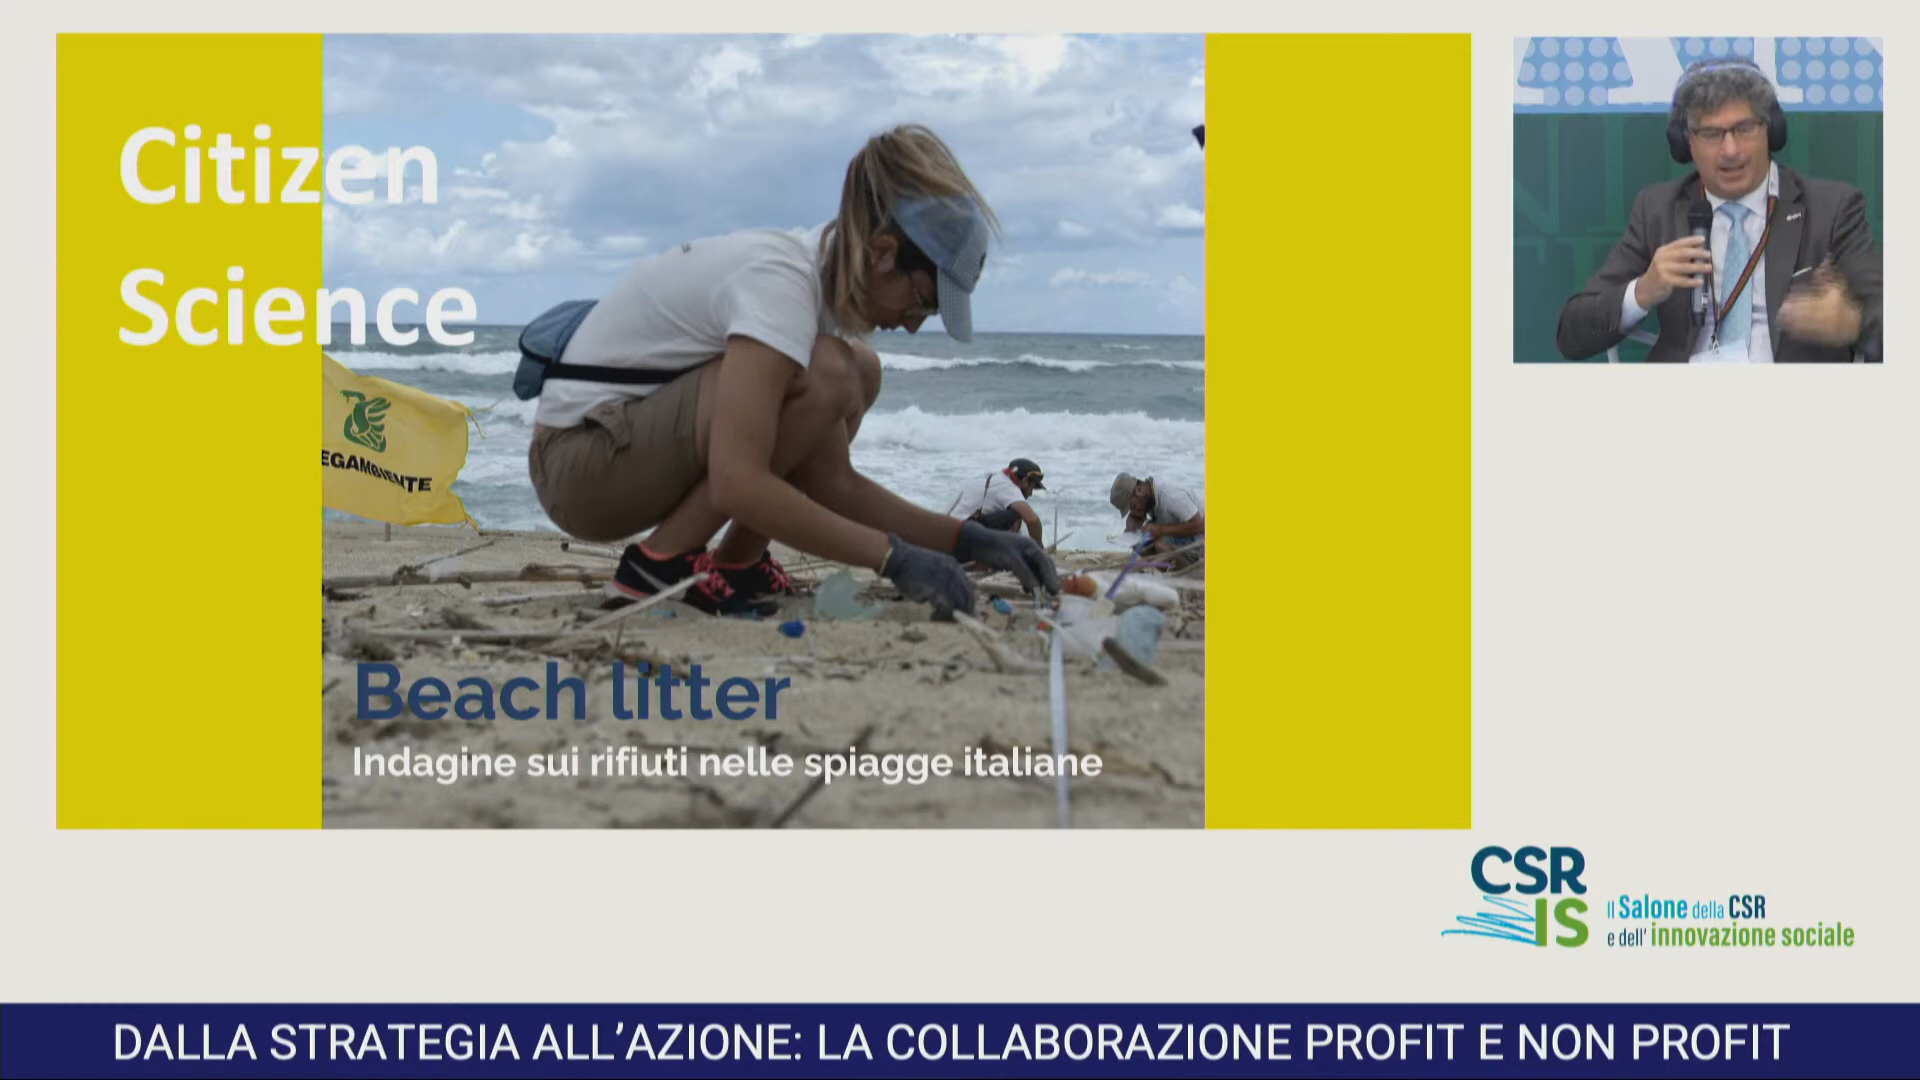 Citizen
Science
EGAMBIENTE
Beach litter
Indagine sui rifiuti nelle spiagge italiane
CSR
IS
Il Salone della CSR
e dell' innovazione sociale
DALLA STRATEGIA ALL’AZIONE: LA COLLABORAZIONE PROFIT E NON PROFIT